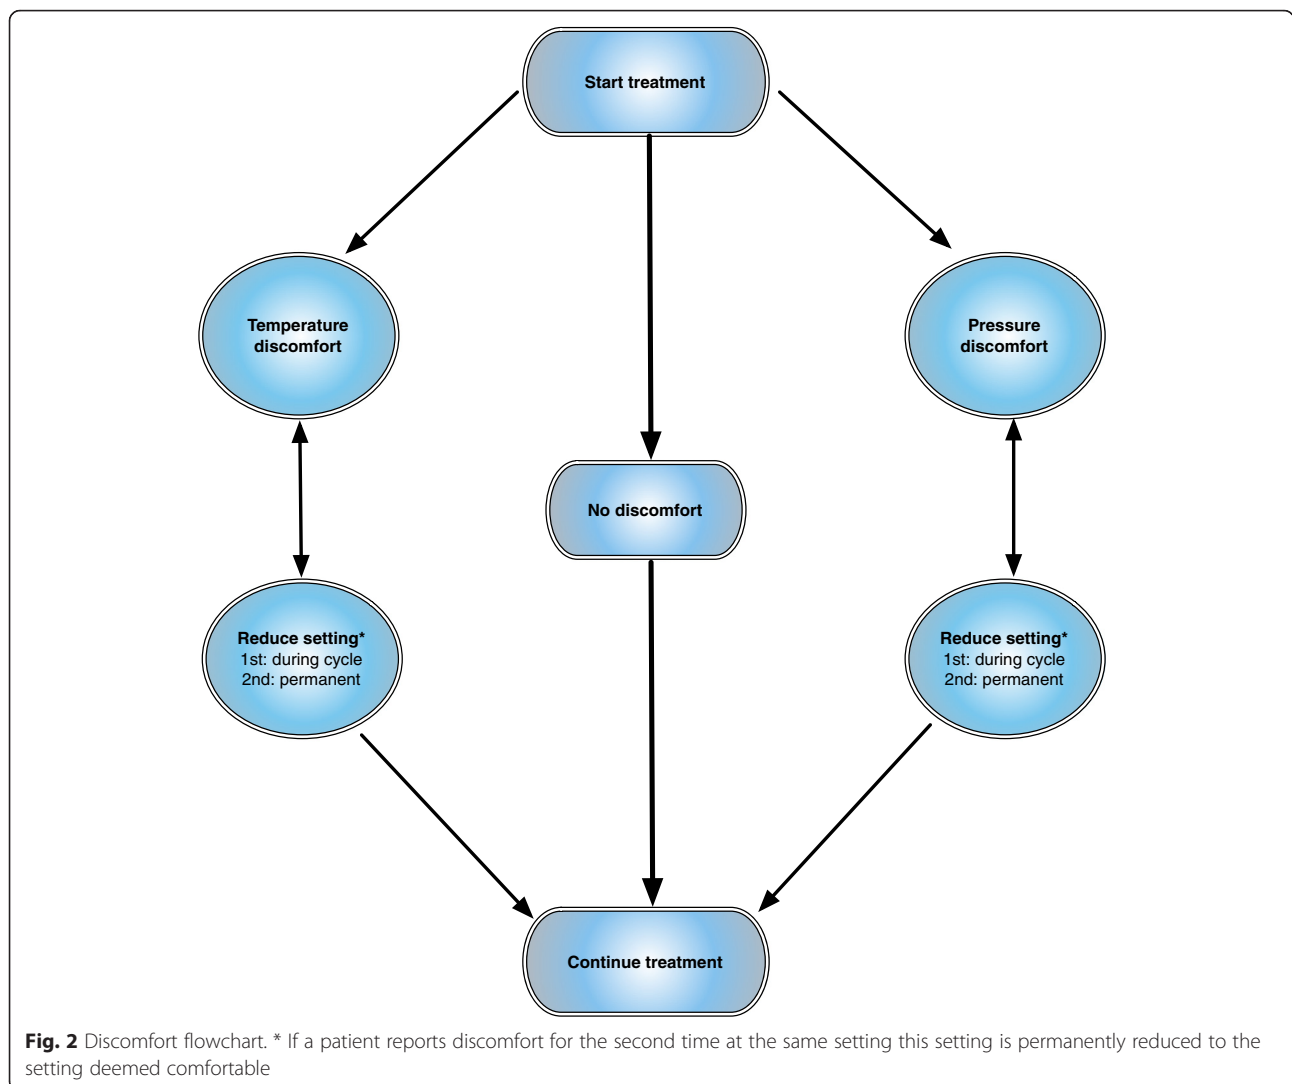 Start treatment
Temperature
discomfort
Pressure
discomfort
No discomfort
Reduce setting*
1st: during cycle
2nd: permanent
Reduce setting*
1st: during cycle
2nd: permanent
Continue treatment
Fig. 2 Discomfort flowchart. * If a patient reports discomfort for the second time at the same setting this setting is permanently reduced to the
setting deemed comfortable